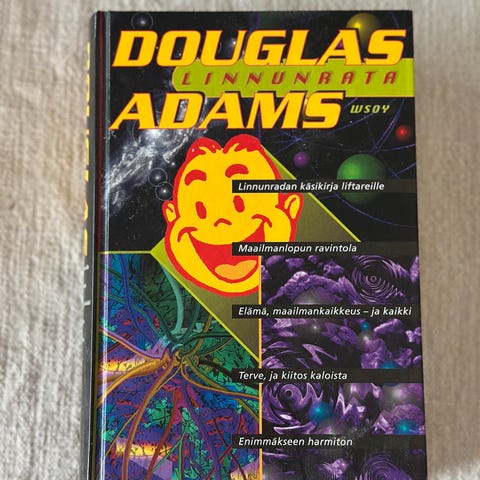 DOUGLAS
LINNUNRATA
ADAMS WSOY
Linnunradan käsikirja liftareille
Maailmanlopun ravintola
Elämä, maailmankaikkeus – ja kaikki
Terve, ja kiitos kaloista
Enimmäkseen harmiton